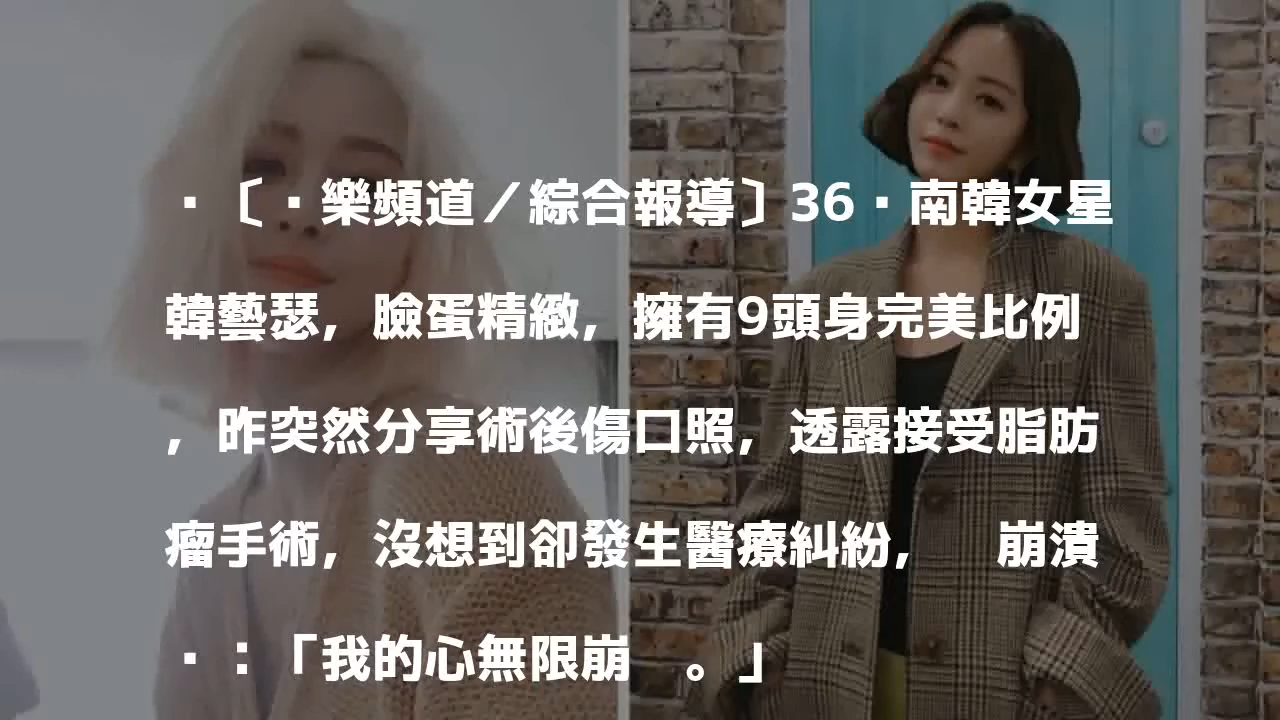 ▪〔▪樂頻道／綜合報導〕36▪南韓女星
韓藝瑟，臉蛋精緻，擁有9頭身完美比例
，昨突然分享術後傷口照，透露接受脂肪
瘤手術，沒想到卻發生醫療糾紛，　崩潰
▪：「我的心無限崩　。」